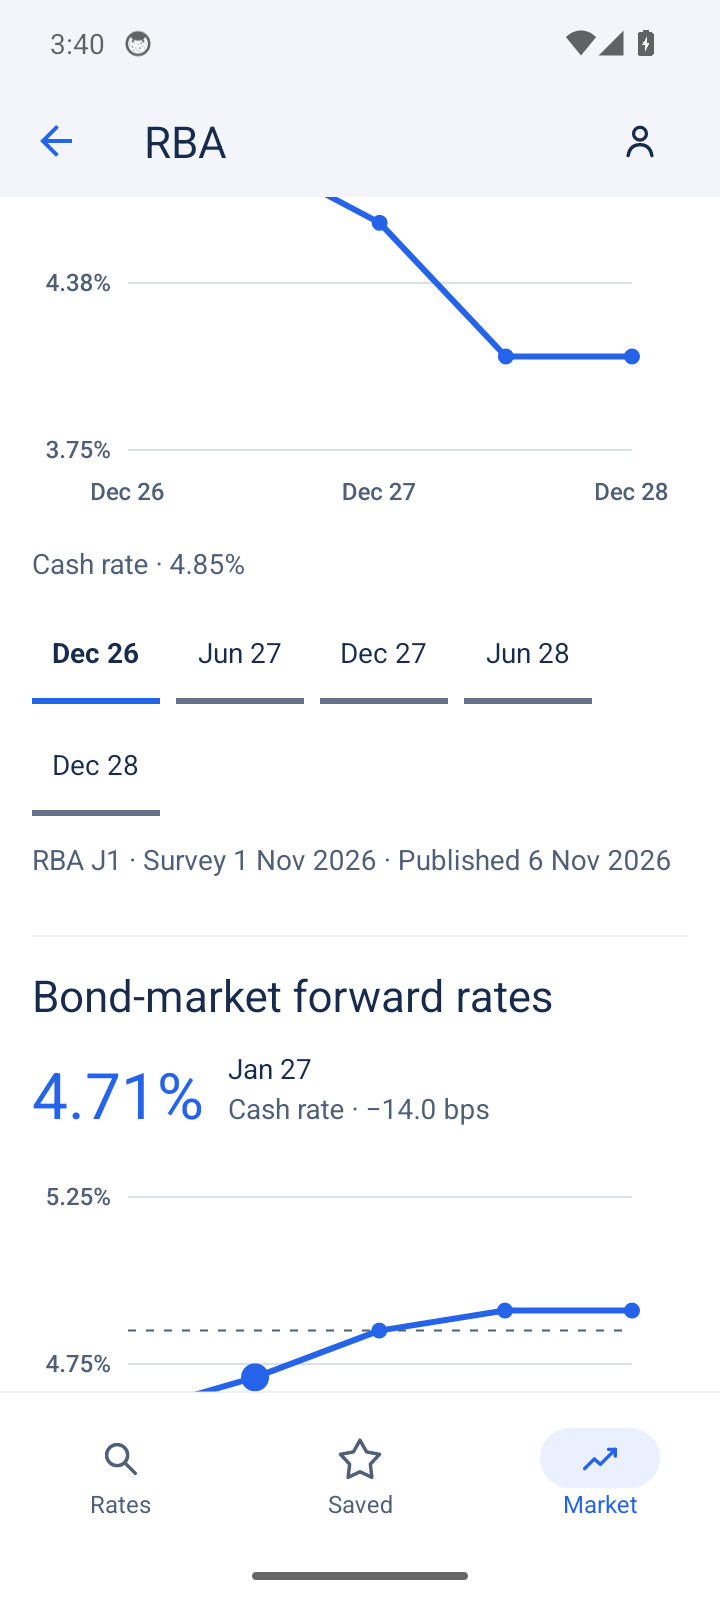 3:40
RBA
4.38%
3.75%
Dec 26 Dec 27 Dec 28
Cash rate · 4.85%
Dec 26 Jun 27 Dec 27 Jun 28
Dec 28
RBA J1 · Survey 1 Nov 2026 · Published 6 Nov 2026
Bond-market forward rates
4.71%
Jan 27
Cash rate · −14.0 bps
5.25%
4.75%
Rates Saved Market